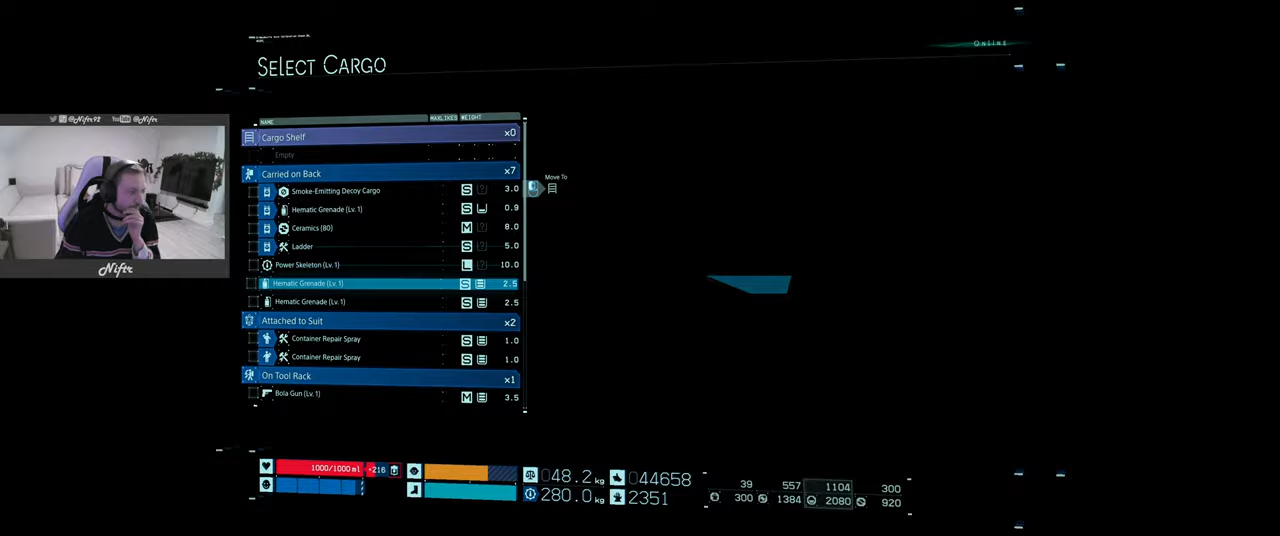 Select Cargo
Online
@Niftr92 YouTube @Niftr
NAME MAXLIKES WEIGHT
Cargo Shelf x0
Empty
Carried on Back x7
Smoke-Emitting Decoy Cargo S [?] 3.0
Hematic Grenade (Lv. 1) S 0.9
Ceramics (80) M [?] 8.0
Ladder S [?] 5.0
Power Skeleton (Lv. 1) L [?] 10.0
Hematic Grenade (Lv. 1) S 2.5
Hematic Grenade (Lv. 1) S 2.5
Attached to Suit x2
Container Repair Spray S 1.0
Container Repair Spray S 1.0
On Tool Rack x1
Bola Gun (Lv. 1) M 3.5
Move To
Niftr
1000/1000 ml +216
048.2 kg 044658
280.0 kg 2351
39 557 1104 300
300 1384 2080 920